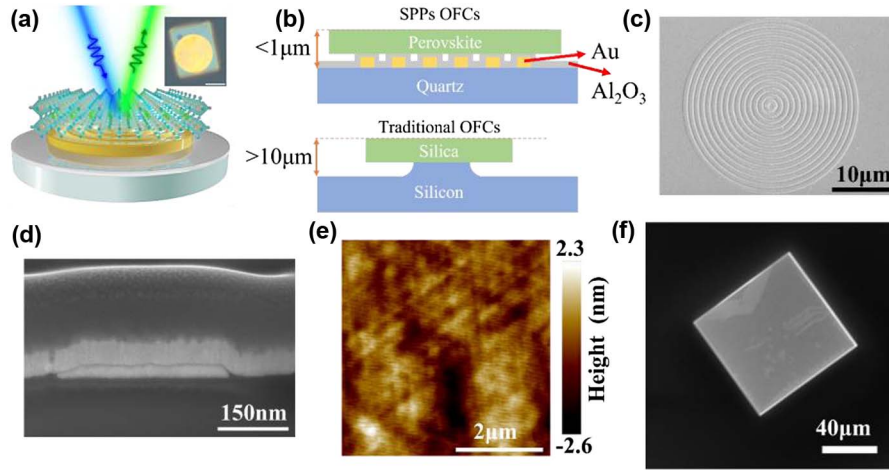 (a)
(b)
SPPs OFCs
<1μm
Perovskite
Au
Quartz
Al₂O₃
Traditional OFCs
>10μm
Silica
Silicon
(c)
10μm
(d)
150nm
(e)
2μm
2.3
Height (nm)
-2.6
(f)
40μm